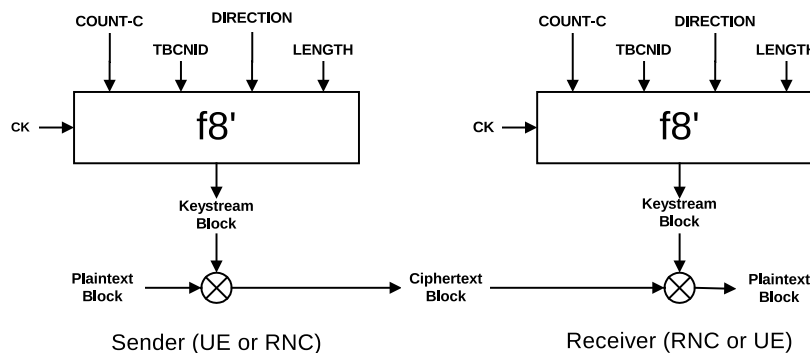 COUNT-C
DIRECTION
TBCNID
LENGTH
CK
f8'
Keystream
Block
Plaintext
Block
Sender (UE or RNC)
Ciphertext
Block
COUNT-C
DIRECTION
TBCNID
LENGTH
CK
f8'
Keystream
Block
Plaintext
Block
Receiver (RNC or UE)